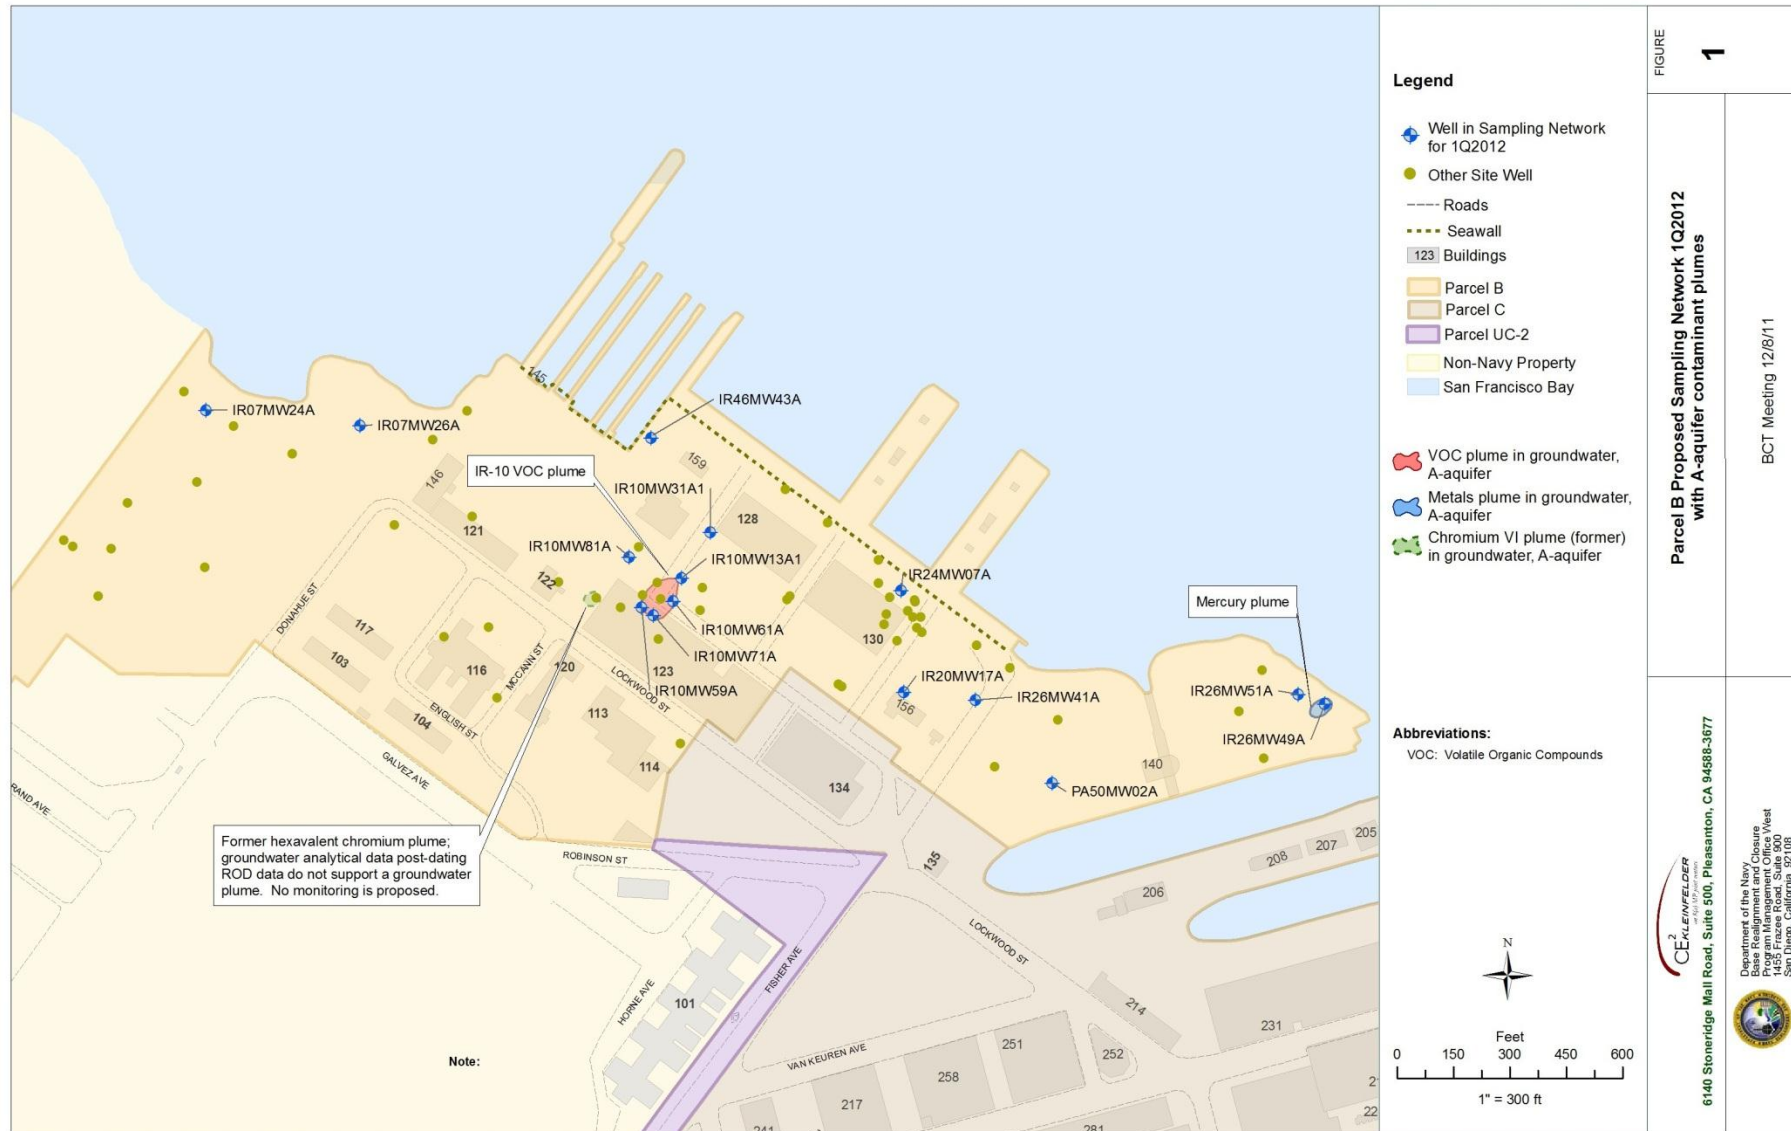 145
IR07MW24A
IR07MW26A
IR46MW43A
159
146
IR-10 VOC plume
IR10MW31A1
128
121
IR10MW81A
IR10MW13A1
122
IR24MW07A
Mercury plume
DONAHUE ST
117
103
116
MCCANN ST
120
LOCKWOOD ST
123
IR10MW61A
IR10MW71A
IR10MW59A
130
IR20MW17A
156
IR26MW41A
IR26MW51A
IR26MW49A
104
ENGLISH ST
113
114
GALVEZ AVE
RAND AVE
134
140
PA50MW02A
Former hexavalent chromium plume;
groundwater analytical data post-dating
ROD data do not support a groundwater
plume. No monitoring is proposed.
ROBINSON ST
135
205
207
208
206
LOCKWOOD ST
FISHER AVE
HORNE AVE
101
214
231
Note:
VAN KEUREN AVE
251
252
258
217
241
281
Legend
Well in Sampling Network
for 1Q2012
Other Site Well
Roads
Seawall
123 Buildings
Parcel B
Parcel C
Parcel UC-2
Non-Navy Property
San Francisco Bay
VOC plume in groundwater,
A-aquifer
Metals plume in groundwater,
A-aquifer
Chromium VI plume (former)
in groundwater, A-aquifer
Abbreviations:
VOC: Volatile Organic Compounds
N
Feet
0 150 300 450 600
1" = 300 ft
FIGURE
1
Parcel B Proposed Sampling Network 1Q2012
with A-aquifer contaminant plumes
BCT Meeting 12/8/11
CE2 KLEINFELDER
6140 Stoneridge Mall Road, Suite 500, Pleasanton, CA 94588-3677
Department of the Navy
Base Realignment and Closure
Program Management Office West
1455 Frazee Road, Suite 900
San Diego, California, 92108